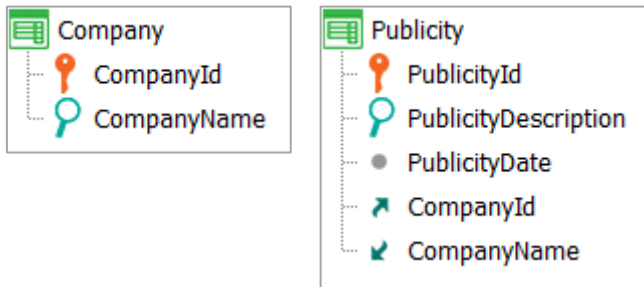 Company
CompanyId
CompanyName
Publicity
PublicityId
PublicityDescription
PublicityDate
CompanyId
CompanyName